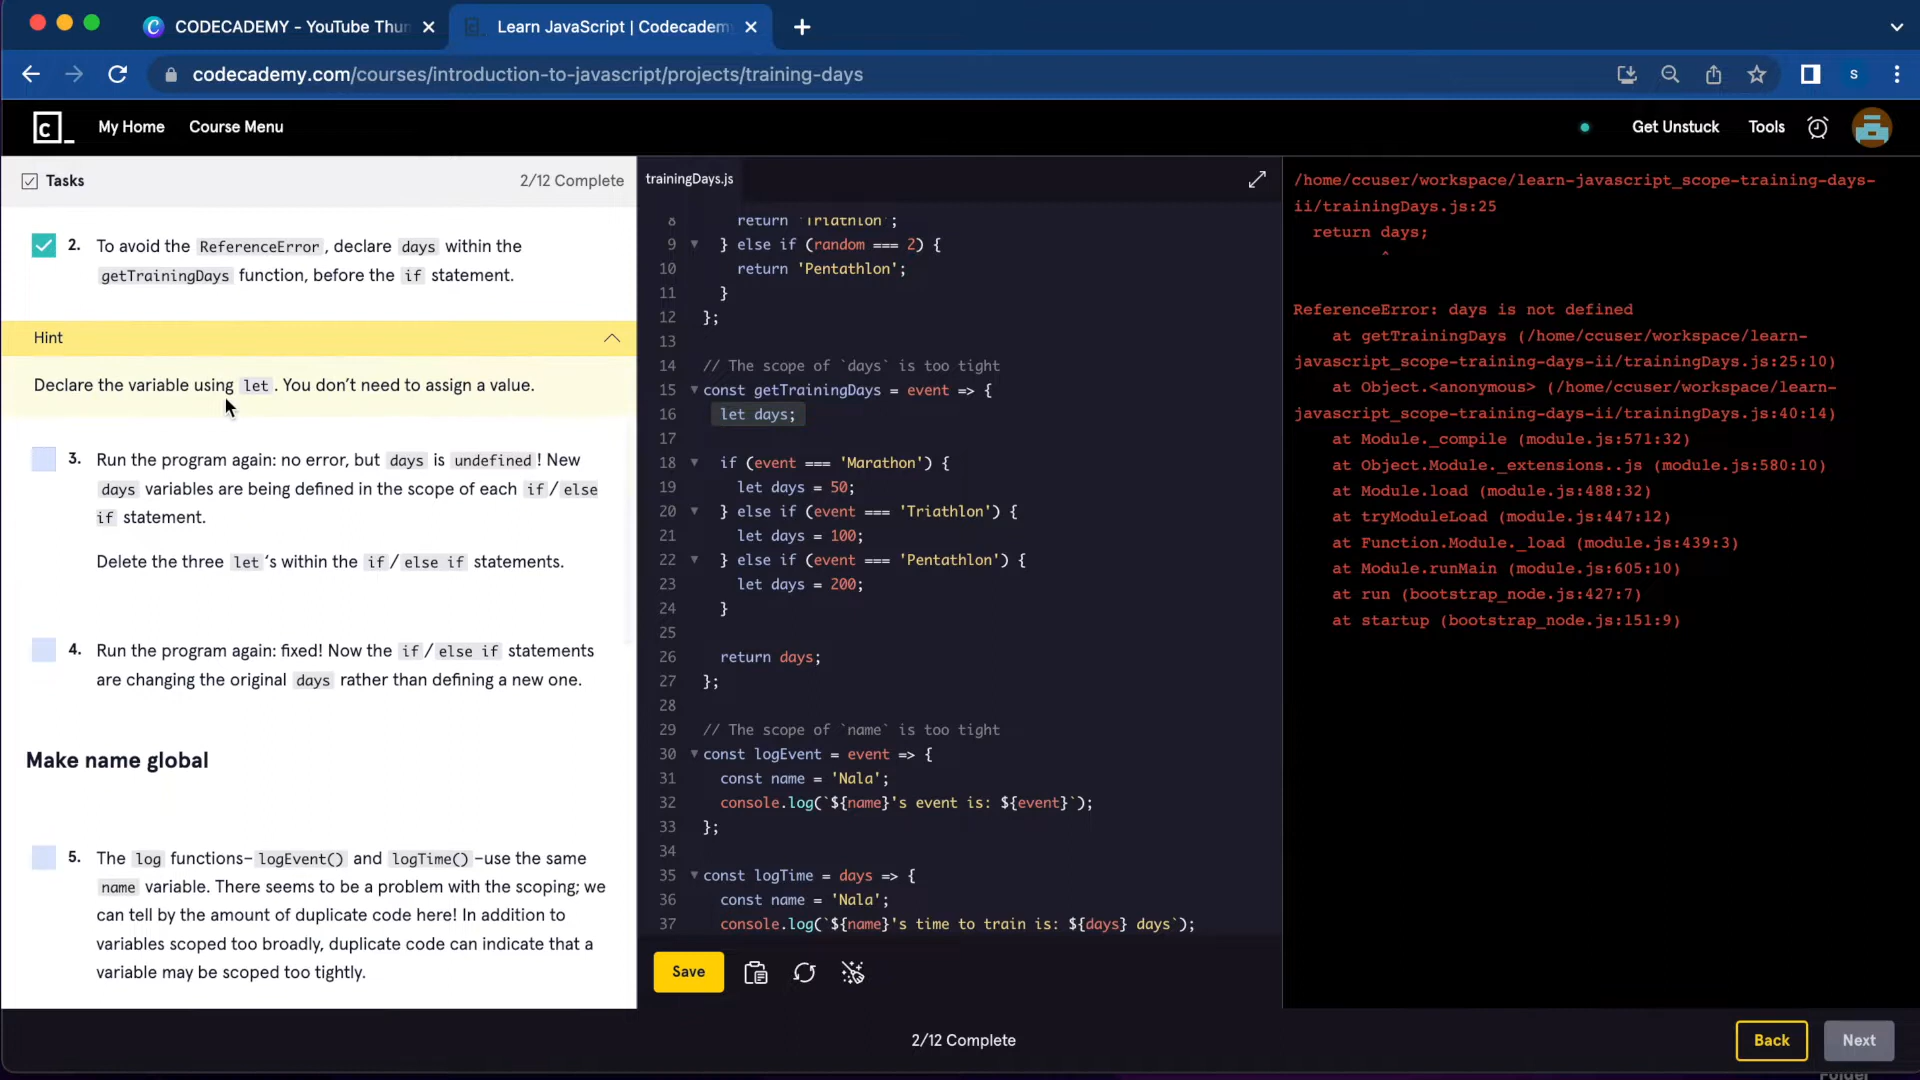 CODECADEMY - YouTube Thu
Learn JavaScript | Codecadem
codecademy.com/courses/introduction-to-javascript/projects/training-days
s
c_
My Home
Course Menu
Get Unstuck
Tools
Tasks
2/12 Complete
2. To avoid the ReferenceError, declare days within the
getTrainingDays function, before the if statement.
Hint
Declare the variable using let. You don't need to assign a value.
3. Run the program again: no error, but days is undefined! New
days variables are being defined in the scope of each if/else
if statement.
Delete the three let's within the if/else if statements.
4. Run the program again: fixed! Now the if/else if statements
are changing the original days rather than defining a new one.
Make name global
5. The log functions–logEvent() and logTime()–use the same
name variable. There seems to be a problem with the scoping; we
can tell by the amount of duplicate code here! In addition to
variables scoped too broadly, duplicate code can indicate that a
variable may be scoped too tightly.
trainingDays.js
8 return 'Triathlon';
9 } else if (random === 2) {
10 return 'Pentathlon';
11 }
12 };
13
14 // The scope of `days` is too tight
15 const getTrainingDays = event => {
16 let days;
17
18 if (event === 'Marathon') {
19 let days = 50;
20 } else if (event === 'Triathlon') {
21 let days = 100;
22 } else if (event === 'Pentathlon') {
23 let days = 200;
24 }
25
26 return days;
27 };
28
29 // The scope of `name` is too tight
30 const logEvent = event => {
31 const name = 'Nala';
32 console.log(`${name}'s event is: ${event}`);
33 };
34
35 const logTime = days => {
36 const name = 'Nala';
37 console.log(`${name}'s time to train is: ${days} days`);
Save
/home/ccuser/workspace/learn-javascript_scope-training-days-
ii/trainingDays.js:25
return days;
^
ReferenceError: days is not defined
at getTrainingDays (/home/ccuser/workspace/learn-
javascript_scope-training-days-ii/trainingDays.js:25:10)
at Object.<anonymous> (/home/ccuser/workspace/learn-
javascript_scope-training-days-ii/trainingDays.js:40:14)
at Module._compile (module.js:571:32)
at Object.Module._extensions..js (module.js:580:10)
at Module.load (module.js:488:32)
at tryModuleLoad (module.js:447:12)
at Function.Module._load (module.js:439:3)
at Module.runMain (module.js:605:10)
at run (bootstrap_node.js:427:7)
at startup (bootstrap_node.js:151:9)
2/12 Complete
Back
Next
Folder